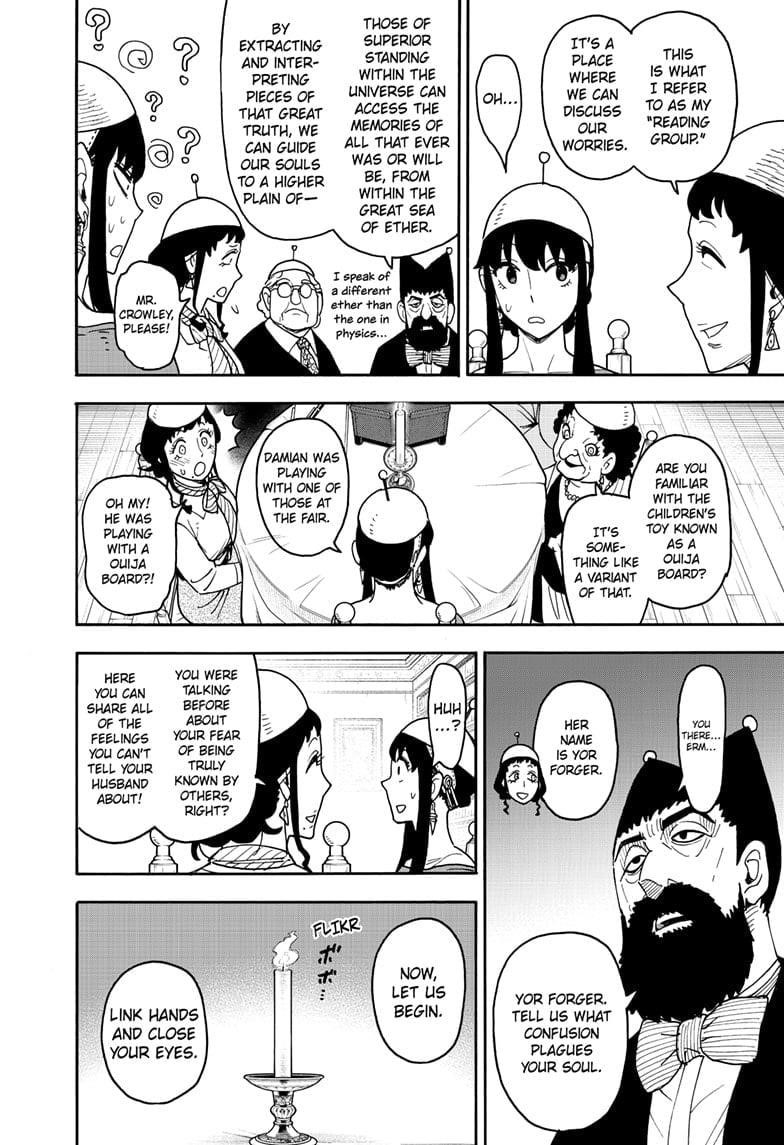 THIS
IS WHAT
I REFER
TO AS MY
“READING
GROUP.”
IT'S A
PLACE
WHERE
WE CAN
DISCUSS
OUR
WORRIES.
OH...
THOSE OF
SUPERIOR
STANDING
WITHIN THE
UNIVERSE CAN
ACCESS THE
MEMORIES OF
ALL THAT EVER
WAS OR WILL
BE, FROM
WITHIN THE
GREAT SEA
OF ETHER.
I speak of
a different
ether than
the one in
physics...
BY
EXTRACTING
AND INTER-
PRETING
PIECES OF
THAT GREAT
TRUTH, WE
CAN GUIDE
OUR SOULS
TO A HIGHER
PLAIN OF—
MR.
CROWLEY,
PLEASE!
?
?
?
?
?
ARE YOU
FAMILIAR
WITH THE
CHILDREN'S
TOY KNOWN
AS A
OUIJA
BOARD?
IT'S
SOME-
THING LIKE
A VARIANT
OF THAT.
DAMIAN WAS
PLAYING
WITH ONE OF
THOSE AT
THE FAIR.
OH MY!
HE WAS
PLAYING
WITH A
OUIJA
BOARD?!
YOU
THERE...
ERM...
HER
NAME
IS YOR
FORGER.
YOR FORGER.
TELL US WHAT
CONFUSION
PLAGUES
YOUR SOUL.
HUH
...?
YOU WERE
TALKING
BEFORE
ABOUT
YOUR FEAR
OF BEING
TRULY
KNOWN BY
OTHERS,
RIGHT?
HERE
YOU CAN
SHARE ALL
OF THE
FEELINGS
YOU CAN'T
TELL YOUR
HUSBAND
ABOUT!
NOW,
LET US
BEGIN.
FLIKR
ボボ...
LINK HANDS
AND CLOSE
YOUR EYES.